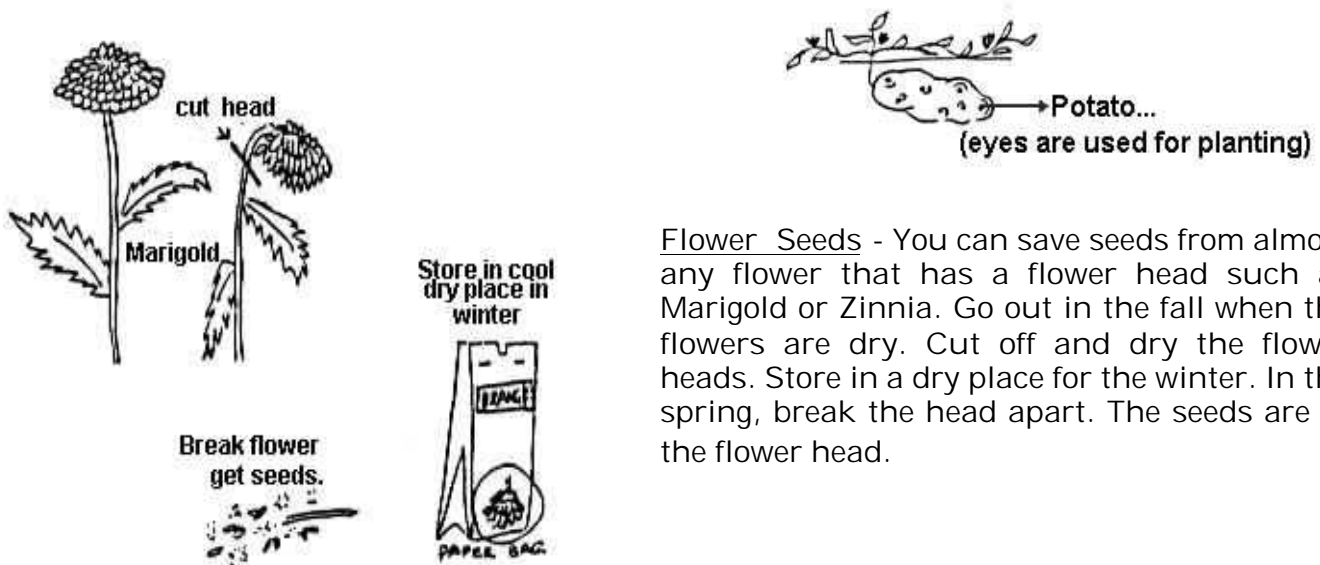 cut head
Marigold
Store in cool
dry place in
winter
PAPER BAG
Break flower
get seeds.
Potato...
(eyes are used for planting)
Flower Seeds - You can save seeds from almo
any flower that has a flower head such a
Marigold or Zinnia. Go out in the fall when th
flowers are dry. Cut off and dry the flow
heads. Store in a dry place for the winter. In th
spring, break the head apart. The seeds are
the flower head.